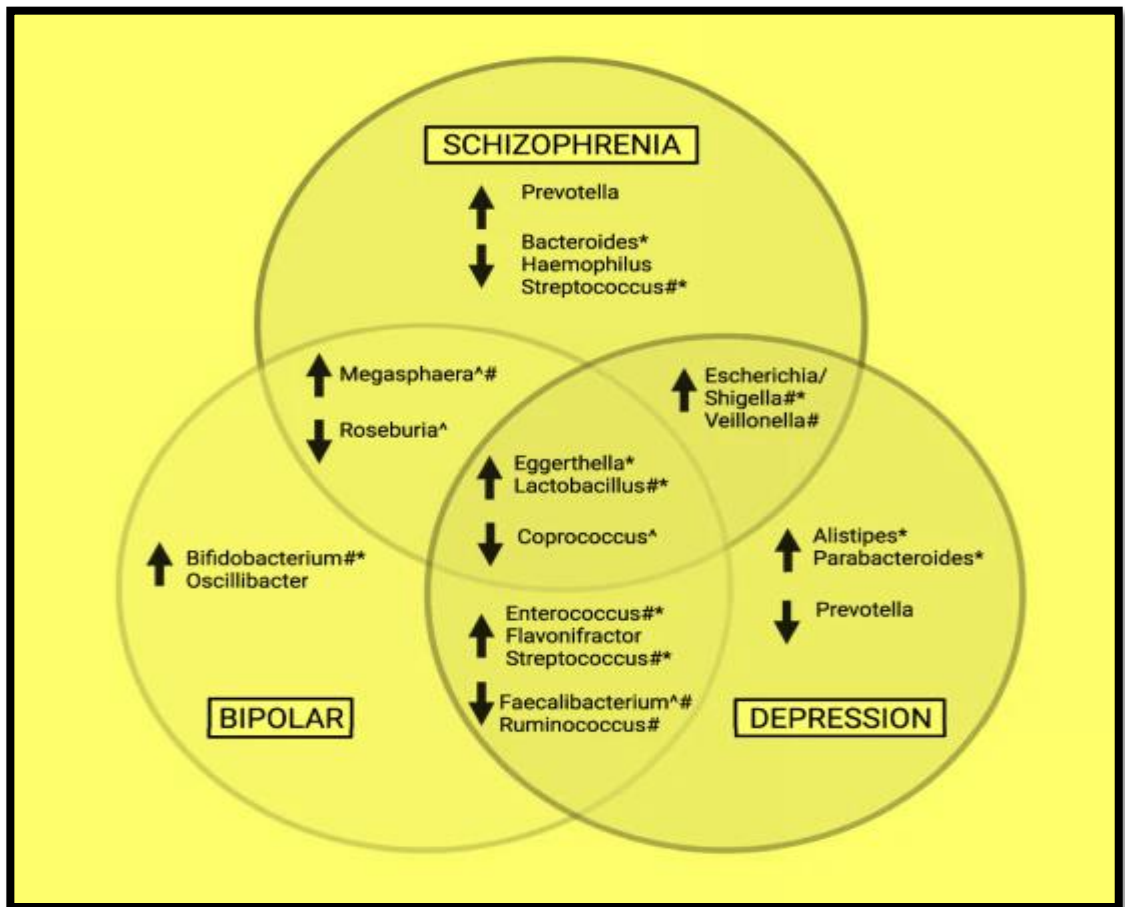 SCHIZOPHRENIA
Prevotella
Bacteroides*
Haemophilus
Streptococcus#*
Megasphaera^#
Roseburia^
Escherichia/
Shigella#*
Veillonella#
Eggerthella*
Lactobacillus#*
Coprococcus^
Bifidobacterium#*
Oscillibacter
Alistipes*
Parabacteroides*
Prevotella
Enterococcus#*
Flavonifractor
Streptococcus#*
Faecalibacterium^#
Ruminococcus#
BIPOLAR
DEPRESSION